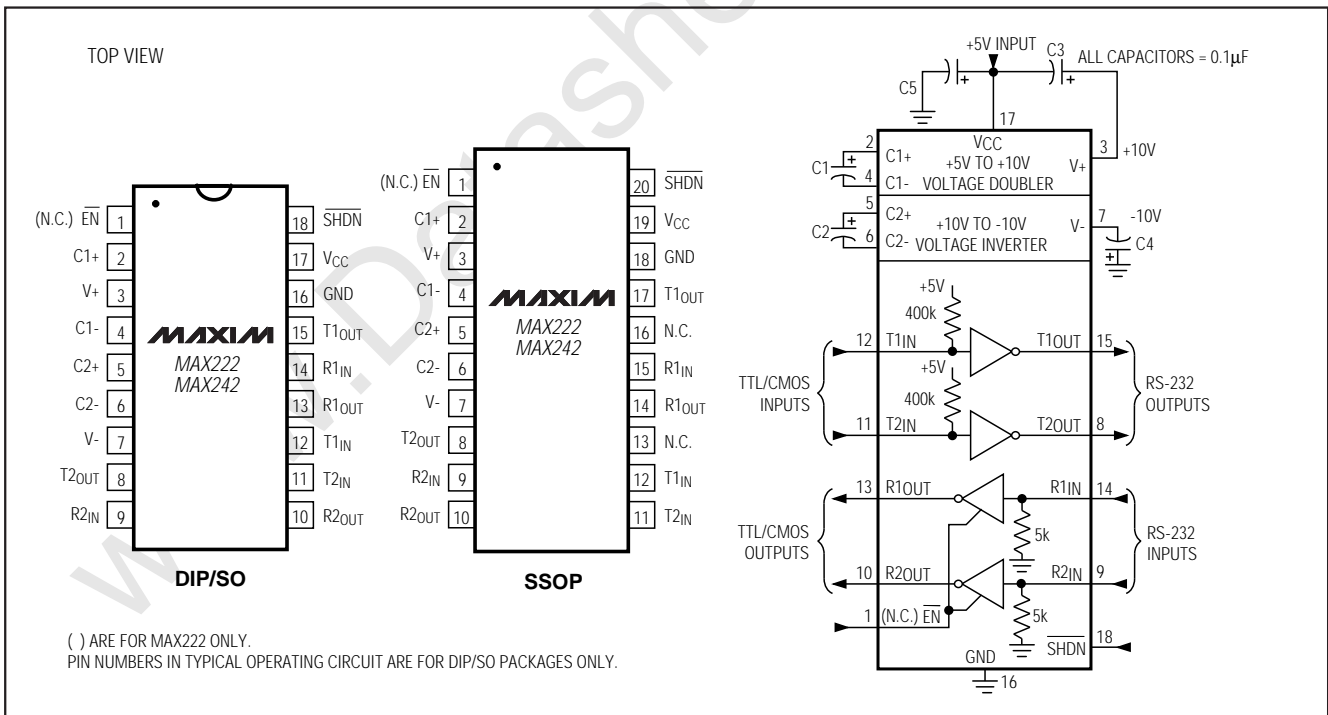 TOP VIEW
(N.C.) EN 1
C1+ 2
V+ 3
C1- 4
C2+ 5
C2- 6
V- 7
T2OUT 8
R2IN 9
18 SHDN
17 VCC
16 GND
15 T1OUT
14 R1IN
13 R1OUT
12 T1IN
11 T2IN
10 R2OUT
MAXIM
MAX222
MAX242
DIP/SO
(N.C.) EN 1
C1+ 2
V+ 3
C1- 4
C2+ 5
C2- 6
V- 7
T2OUT 8
R2IN 9
R2OUT 10
20 SHDN
19 VCC
18 GND
17 T1OUT
16 N.C.
15 R1IN
14 R1OUT
13 N.C.
12 T1IN
11 T2IN
MAXIM
MAX222
MAX242
SSOP
( ) ARE FOR MAX222 ONLY.
PIN NUMBERS IN TYPICAL OPERATING CIRCUIT ARE FOR DIP/SO PACKAGES ONLY.
+5V INPUT
C3
ALL CAPACITORS = 0.1μF
C5
17
VCC
+5V TO +10V
VOLTAGE DOUBLER
2 C1+
C1
4 C1-
3 V+ +10V
5 C2+
C2
6 C2-
+10V TO -10V
VOLTAGE INVERTER
7 V- -10V
C4
+5V
400k
12 T1IN
T1OUT 15
+5V
400k
11 T2IN
T2OUT 8
TTL/CMOS
INPUTS
RS-232
OUTPUTS
13 R1OUT
R1IN 14
5k
10 R2OUT
R2IN 9
5k
TTL/CMOS
OUTPUTS
RS-232
INPUTS
1 (N.C.) EN
SHDN 18
GND
16